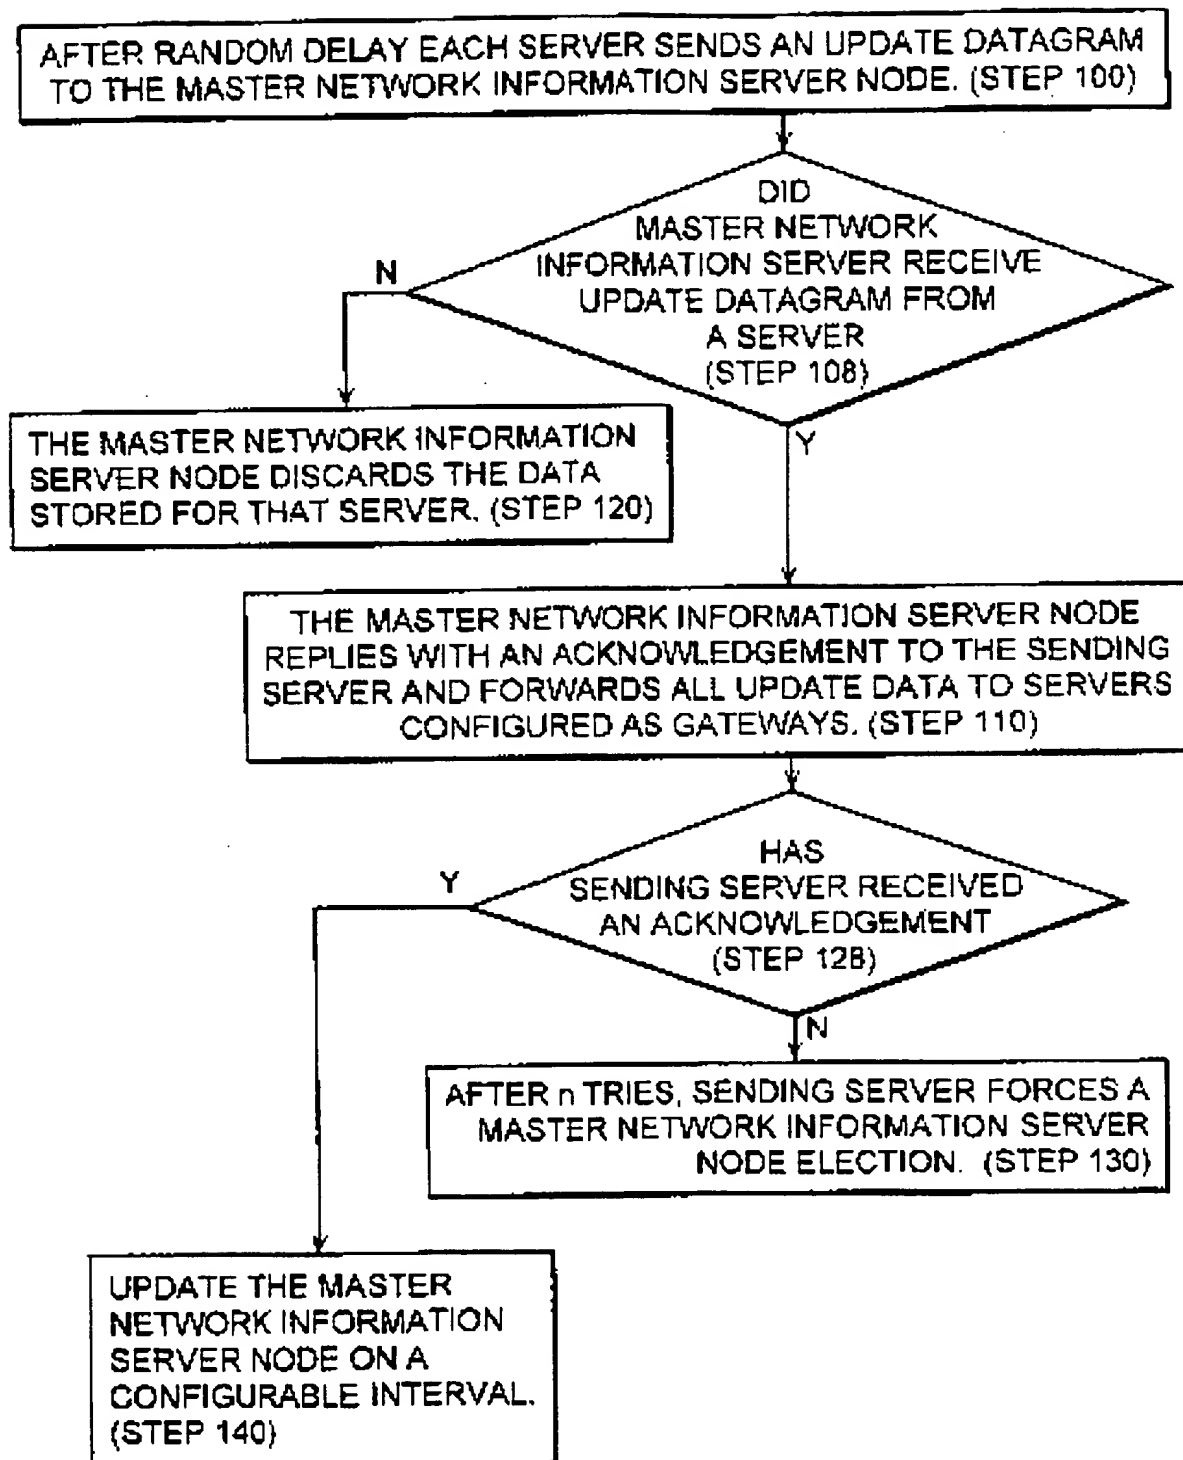 AFTER RANDOM DELAY EACH SERVER SENDS AN UPDATE DATAGRAM
TO THE MASTER NETWORK INFORMATION SERVER NODE. (STEP 100)
DID
MASTER NETWORK
INFORMATION SERVER RECEIVE
UPDATE DATAGRAM FROM
A SERVER
(STEP 108)
N
Y
THE MASTER NETWORK INFORMATION
SERVER NODE DISCARDS THE DATA
STORED FOR THAT SERVER. (STEP 120)
THE MASTER NETWORK INFORMATION SERVER NODE
REPLIES WITH AN ACKNOWLEDGEMENT TO THE SENDING
SERVER AND FORWARDS ALL UPDATE DATA TO SERVERS
CONFIGURED AS GATEWAYS. (STEP 110)
HAS
SENDING SERVER RECEIVED
AN ACKNOWLEDGEMENT
(STEP 128)
Y
N
AFTER n TRIES, SENDING SERVER FORCES A
MASTER NETWORK INFORMATION SERVER
NODE ELECTION. (STEP 130)
UPDATE THE MASTER
NETWORK INFORMATION
SERVER NODE ON A
CONFIGURABLE INTERVAL.
(STEP 140)